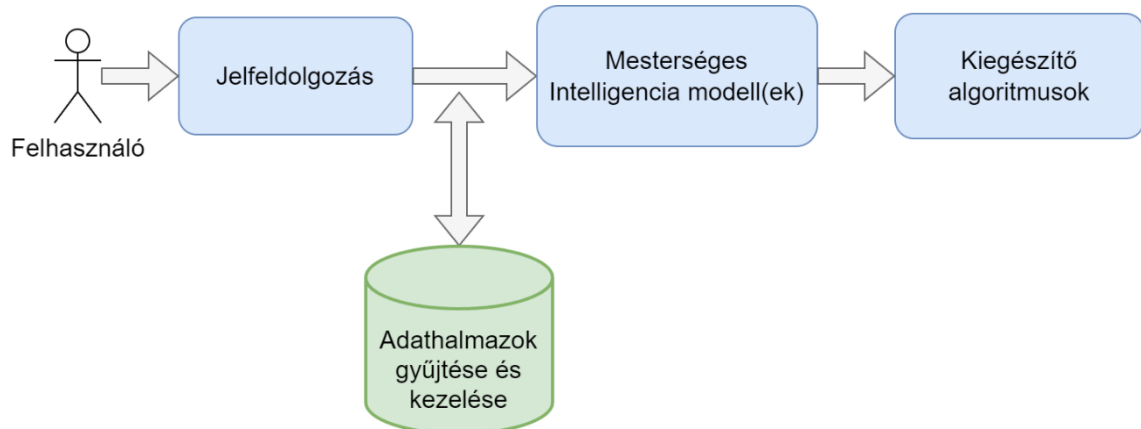 Felhasználó
Jelfeldolgozás
Mesterséges
Intelligencia modell(ek)
Kiegészítő
algoritmusok
Adathalmazok
gyűjtése és
kezelése